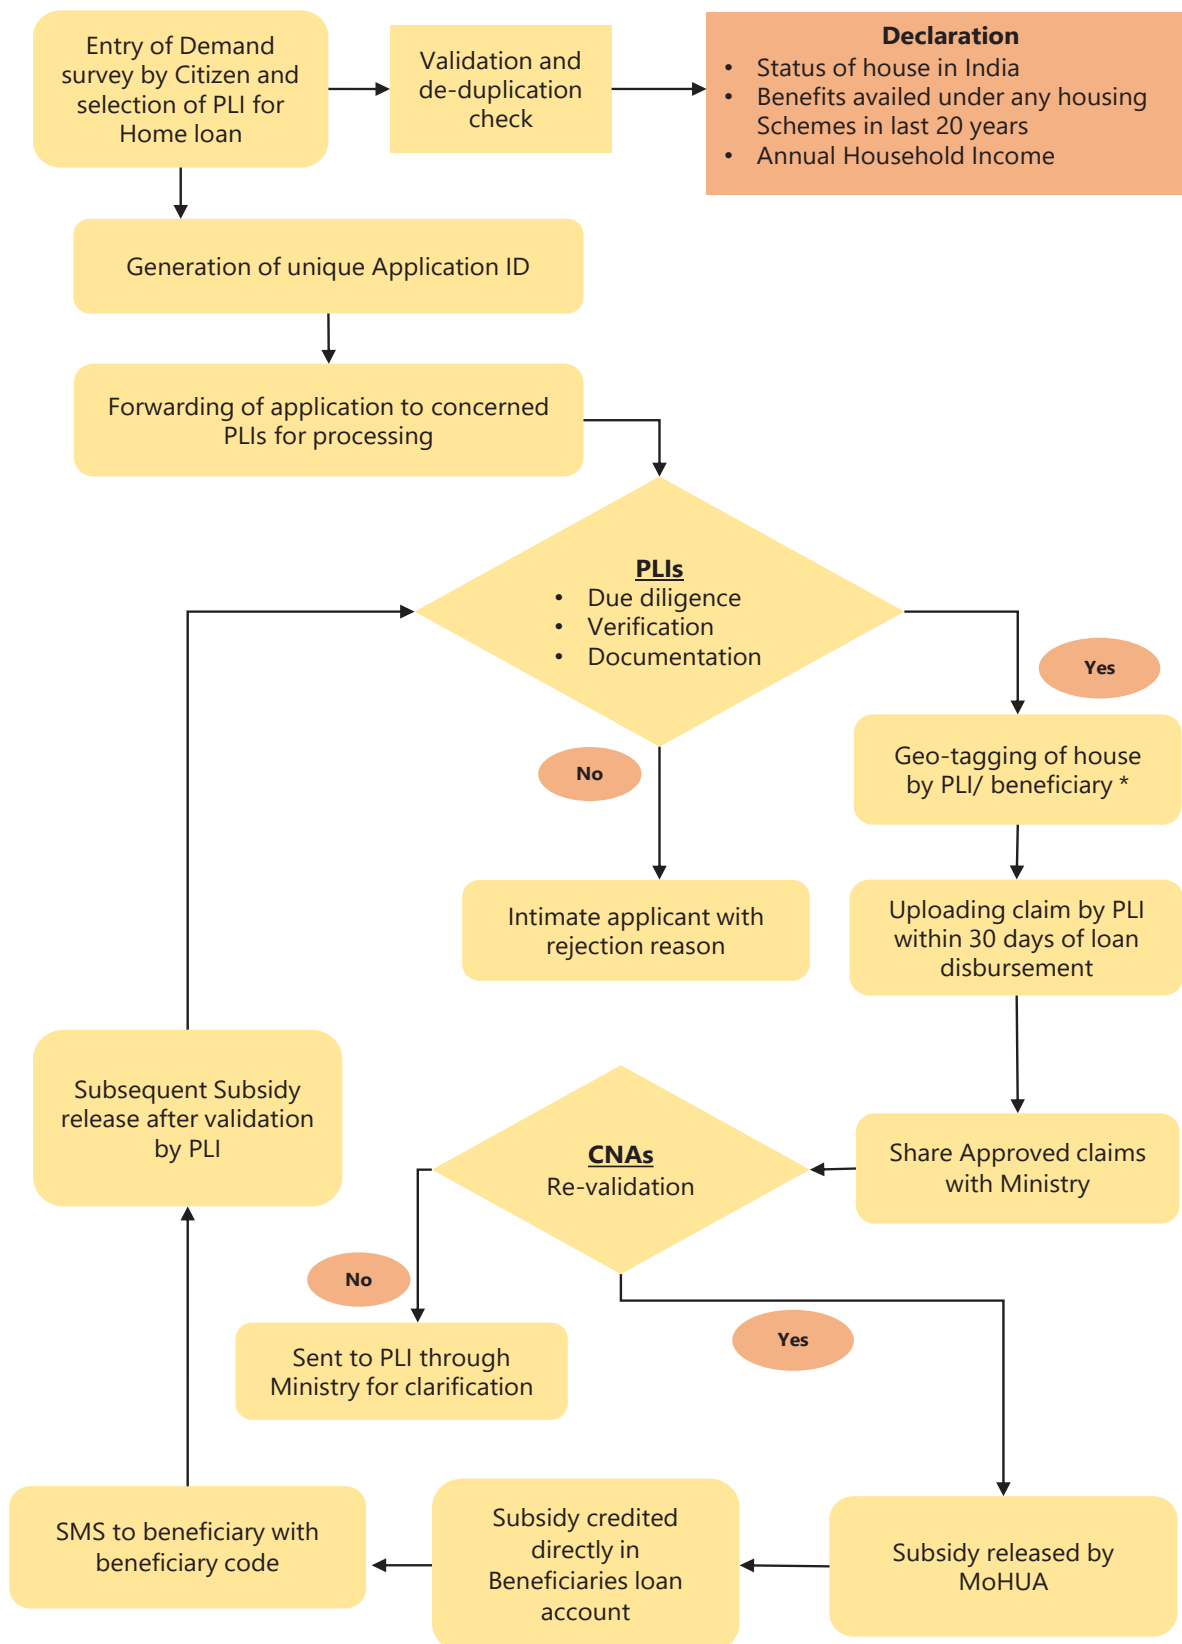 Entry of Demand
survey by Citizen and
selection of PLI for
Home loan
Validation and
de-duplication
check
Declaration
• Status of house in India
• Benefits availed under any housing
Schemes in last 20 years
• Annual Household Income
Generation of unique Application ID
Forwarding of application to concerned
PLIs for processing
PLIs
• Due diligence
• Verification
• Documentation
Yes
No
Geo-tagging of house
by PLI/ beneficiary *
Intimate applicant with
rejection reason
Uploading claim by PLI
within 30 days of loan
disbursement
Subsequent Subsidy
release after validation
by PLI
CNAs
Re-validation
Share Approved claims
with Ministry
No
Yes
Sent to PLI through
Ministry for clarification
SMS to beneficiary with
beneficiary code
Subsidy credited
directly in
Beneficiaries loan
account
Subsidy released by
MoHUA